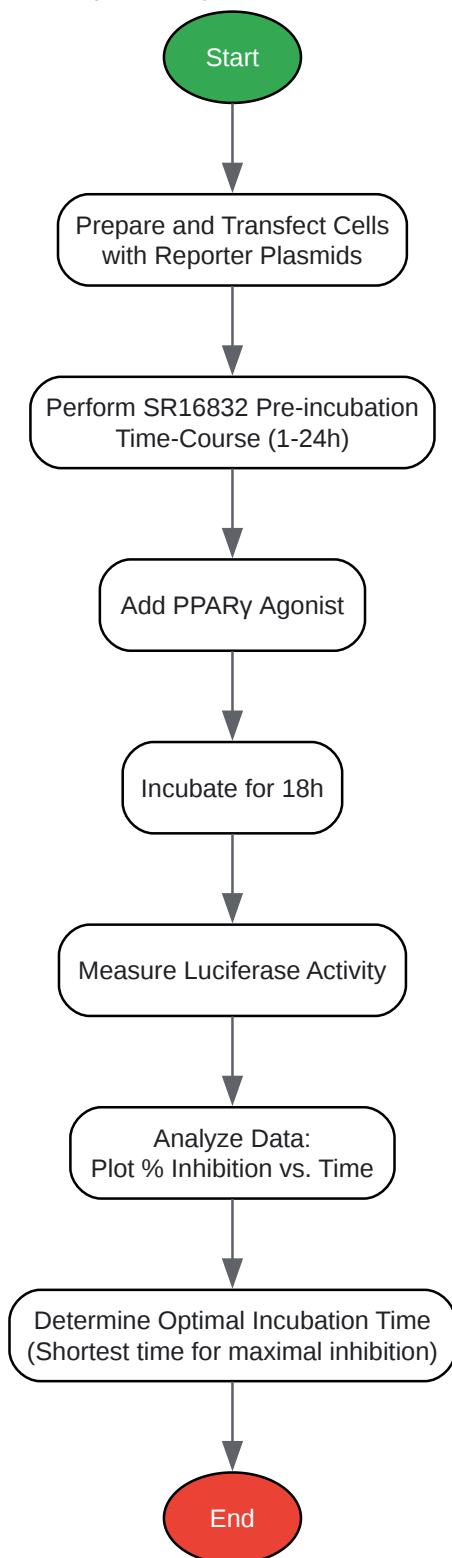 Start
Prepare and Transfect Cells
with Reporter Plasmids
Perform SR16832 Pre-incubation
Time-Course (1-24h)
Add PPARγ Agonist
Incubate for 18h
Measure Luciferase Activity
Analyze Data:
Plot % Inhibition vs. Time
Determine Optimal Incubation Time
(Shortest time for maximal inhibition)
End